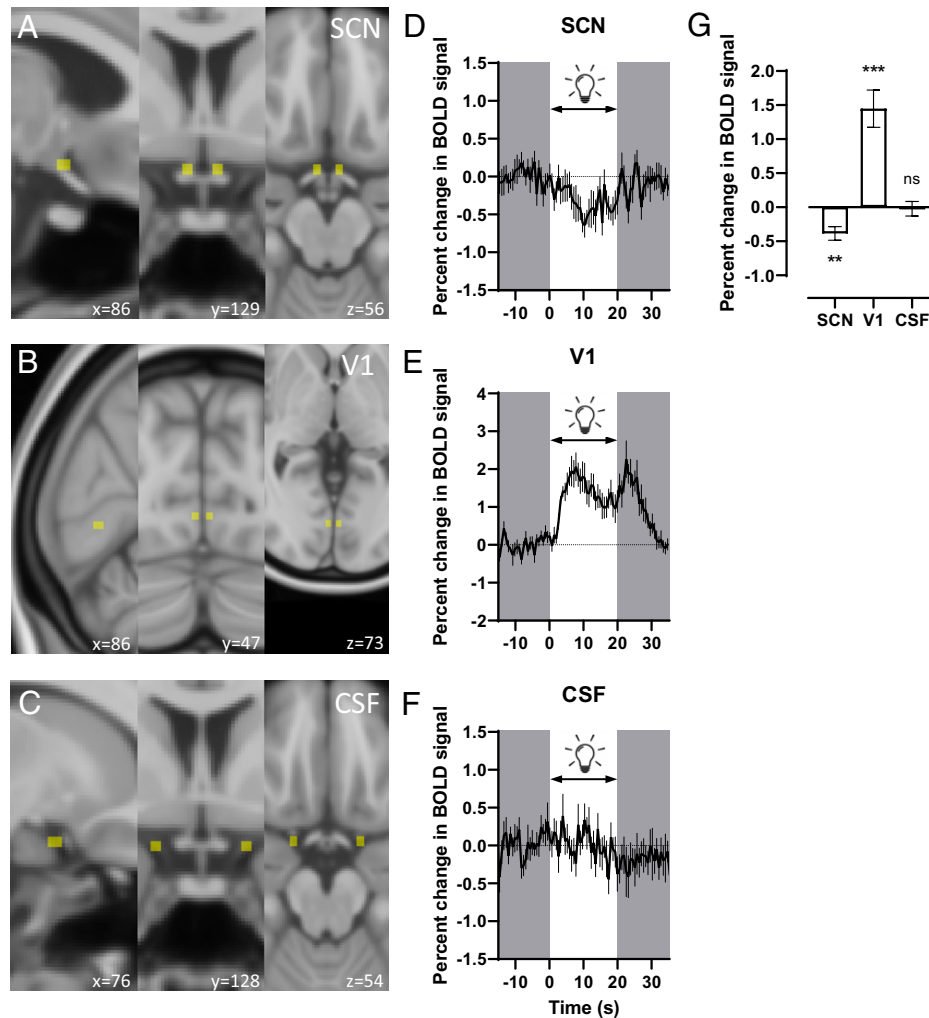 A
SCN
x=86
y=129
z=56
B
V1
x=86
y=47
z=73
C
CSF
x=76
y=128
z=54
D
SCN
Percent change in BOLD signal
1.5
1.0
0.5
0.0
-0.5
-1.0
-1.5
-10 0 10 20 30
E
V1
Percent change in BOLD signal
4
3
2
1
0
-1
-2
-10 0 10 20 30
F
CSF
Percent change in BOLD signal
1.5
1.0
0.5
0.0
-0.5
-1.0
-1.5
-10 0 10 20 30
Time (s)
G
Percent change in BOLD signal
2.0
1.5
1.0
0.5
0.0
-0.5
-1.0
***
ns
**
SCN V1 CSF